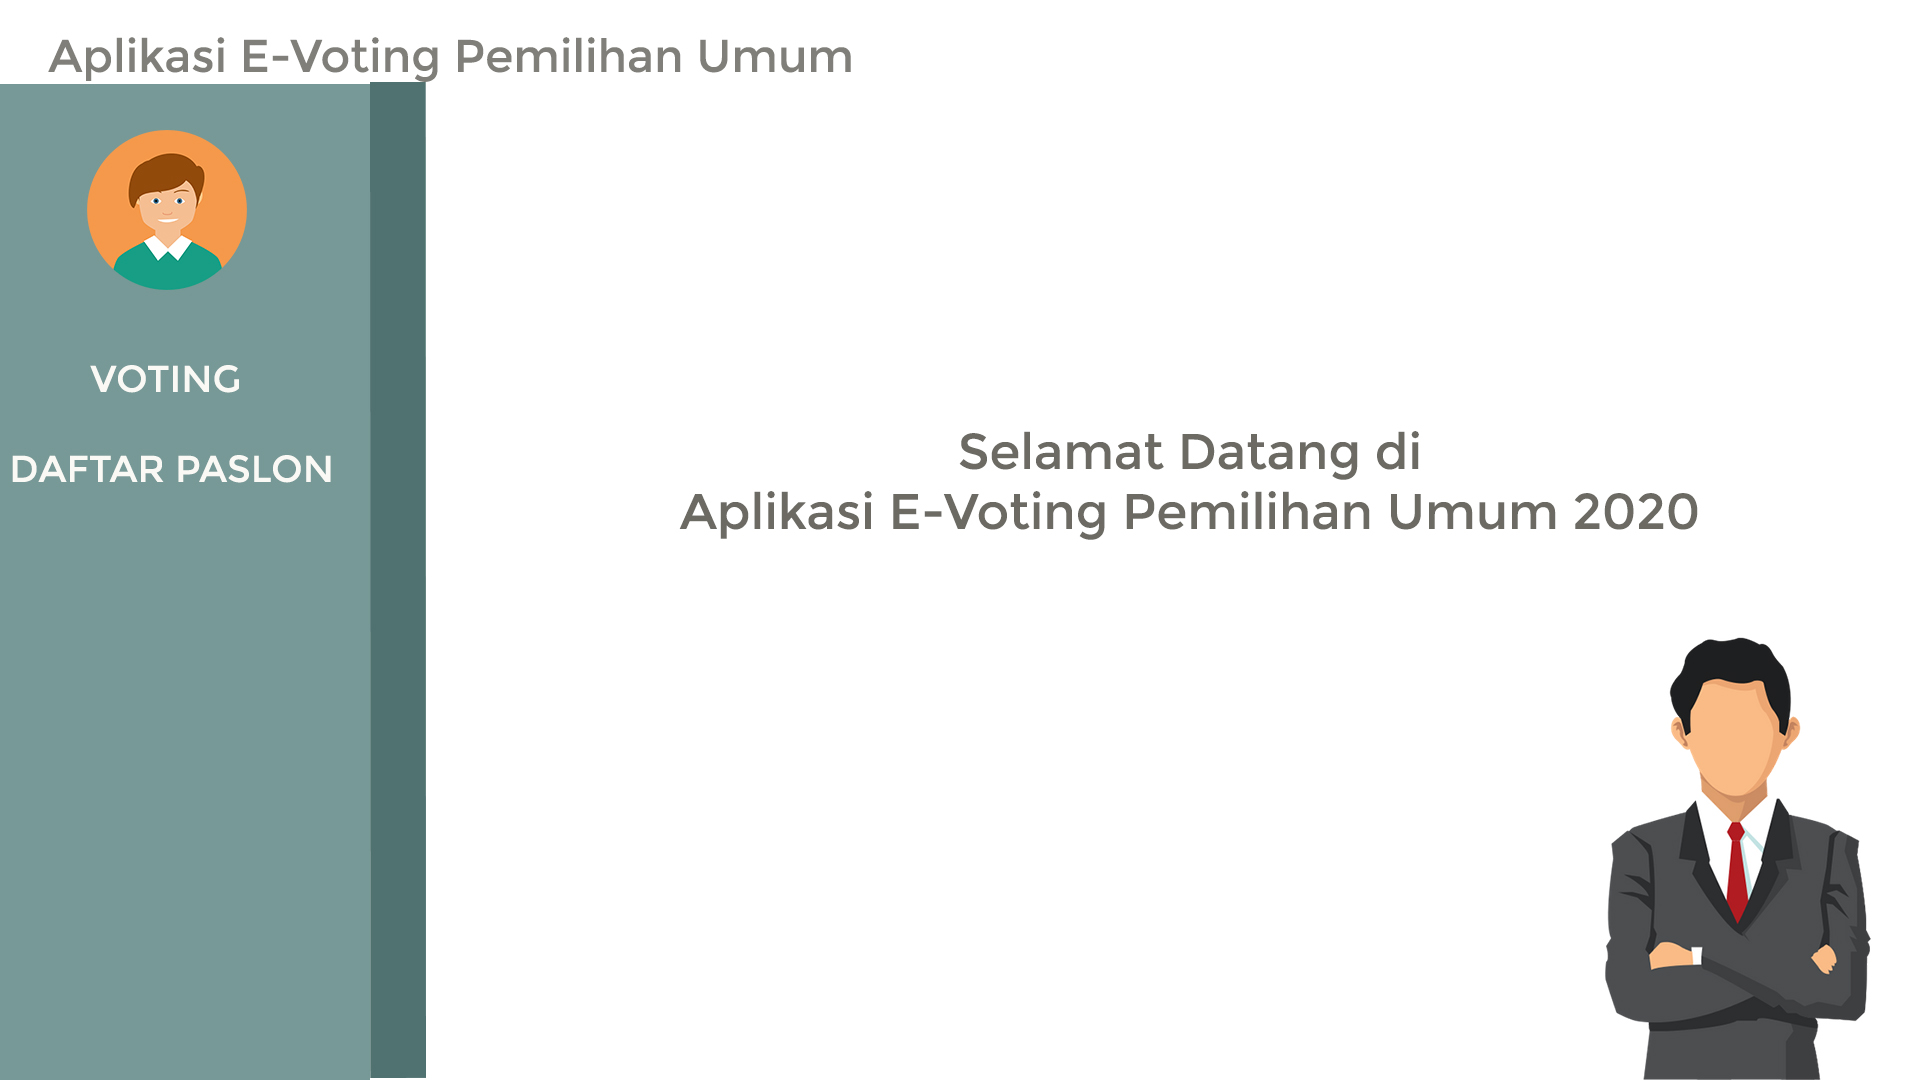 Aplikasi E-Voting Pemilihan Umum
VOTING
DAFTAR PASLON
Selamat Datang di
Aplikasi E-Voting Pemilihan Umum 2020